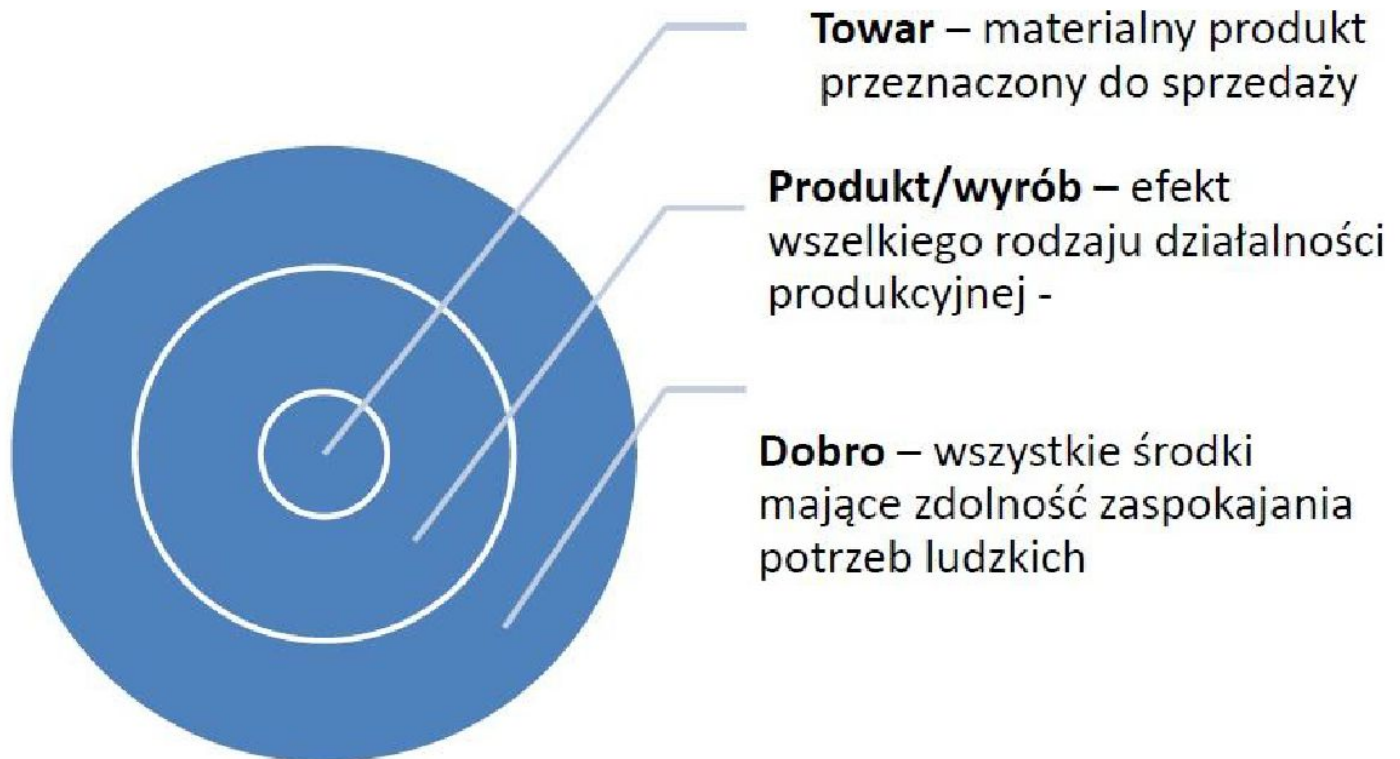 Towar – materialny produkt
przeznaczony do sprzedaży
Produkt/wyrób – efekt
wszelkiego rodzaju działalności
produkcyjnej -
Dobro – wszystkie środki
mające zdolność zaspokajania
potrzeb ludzkich